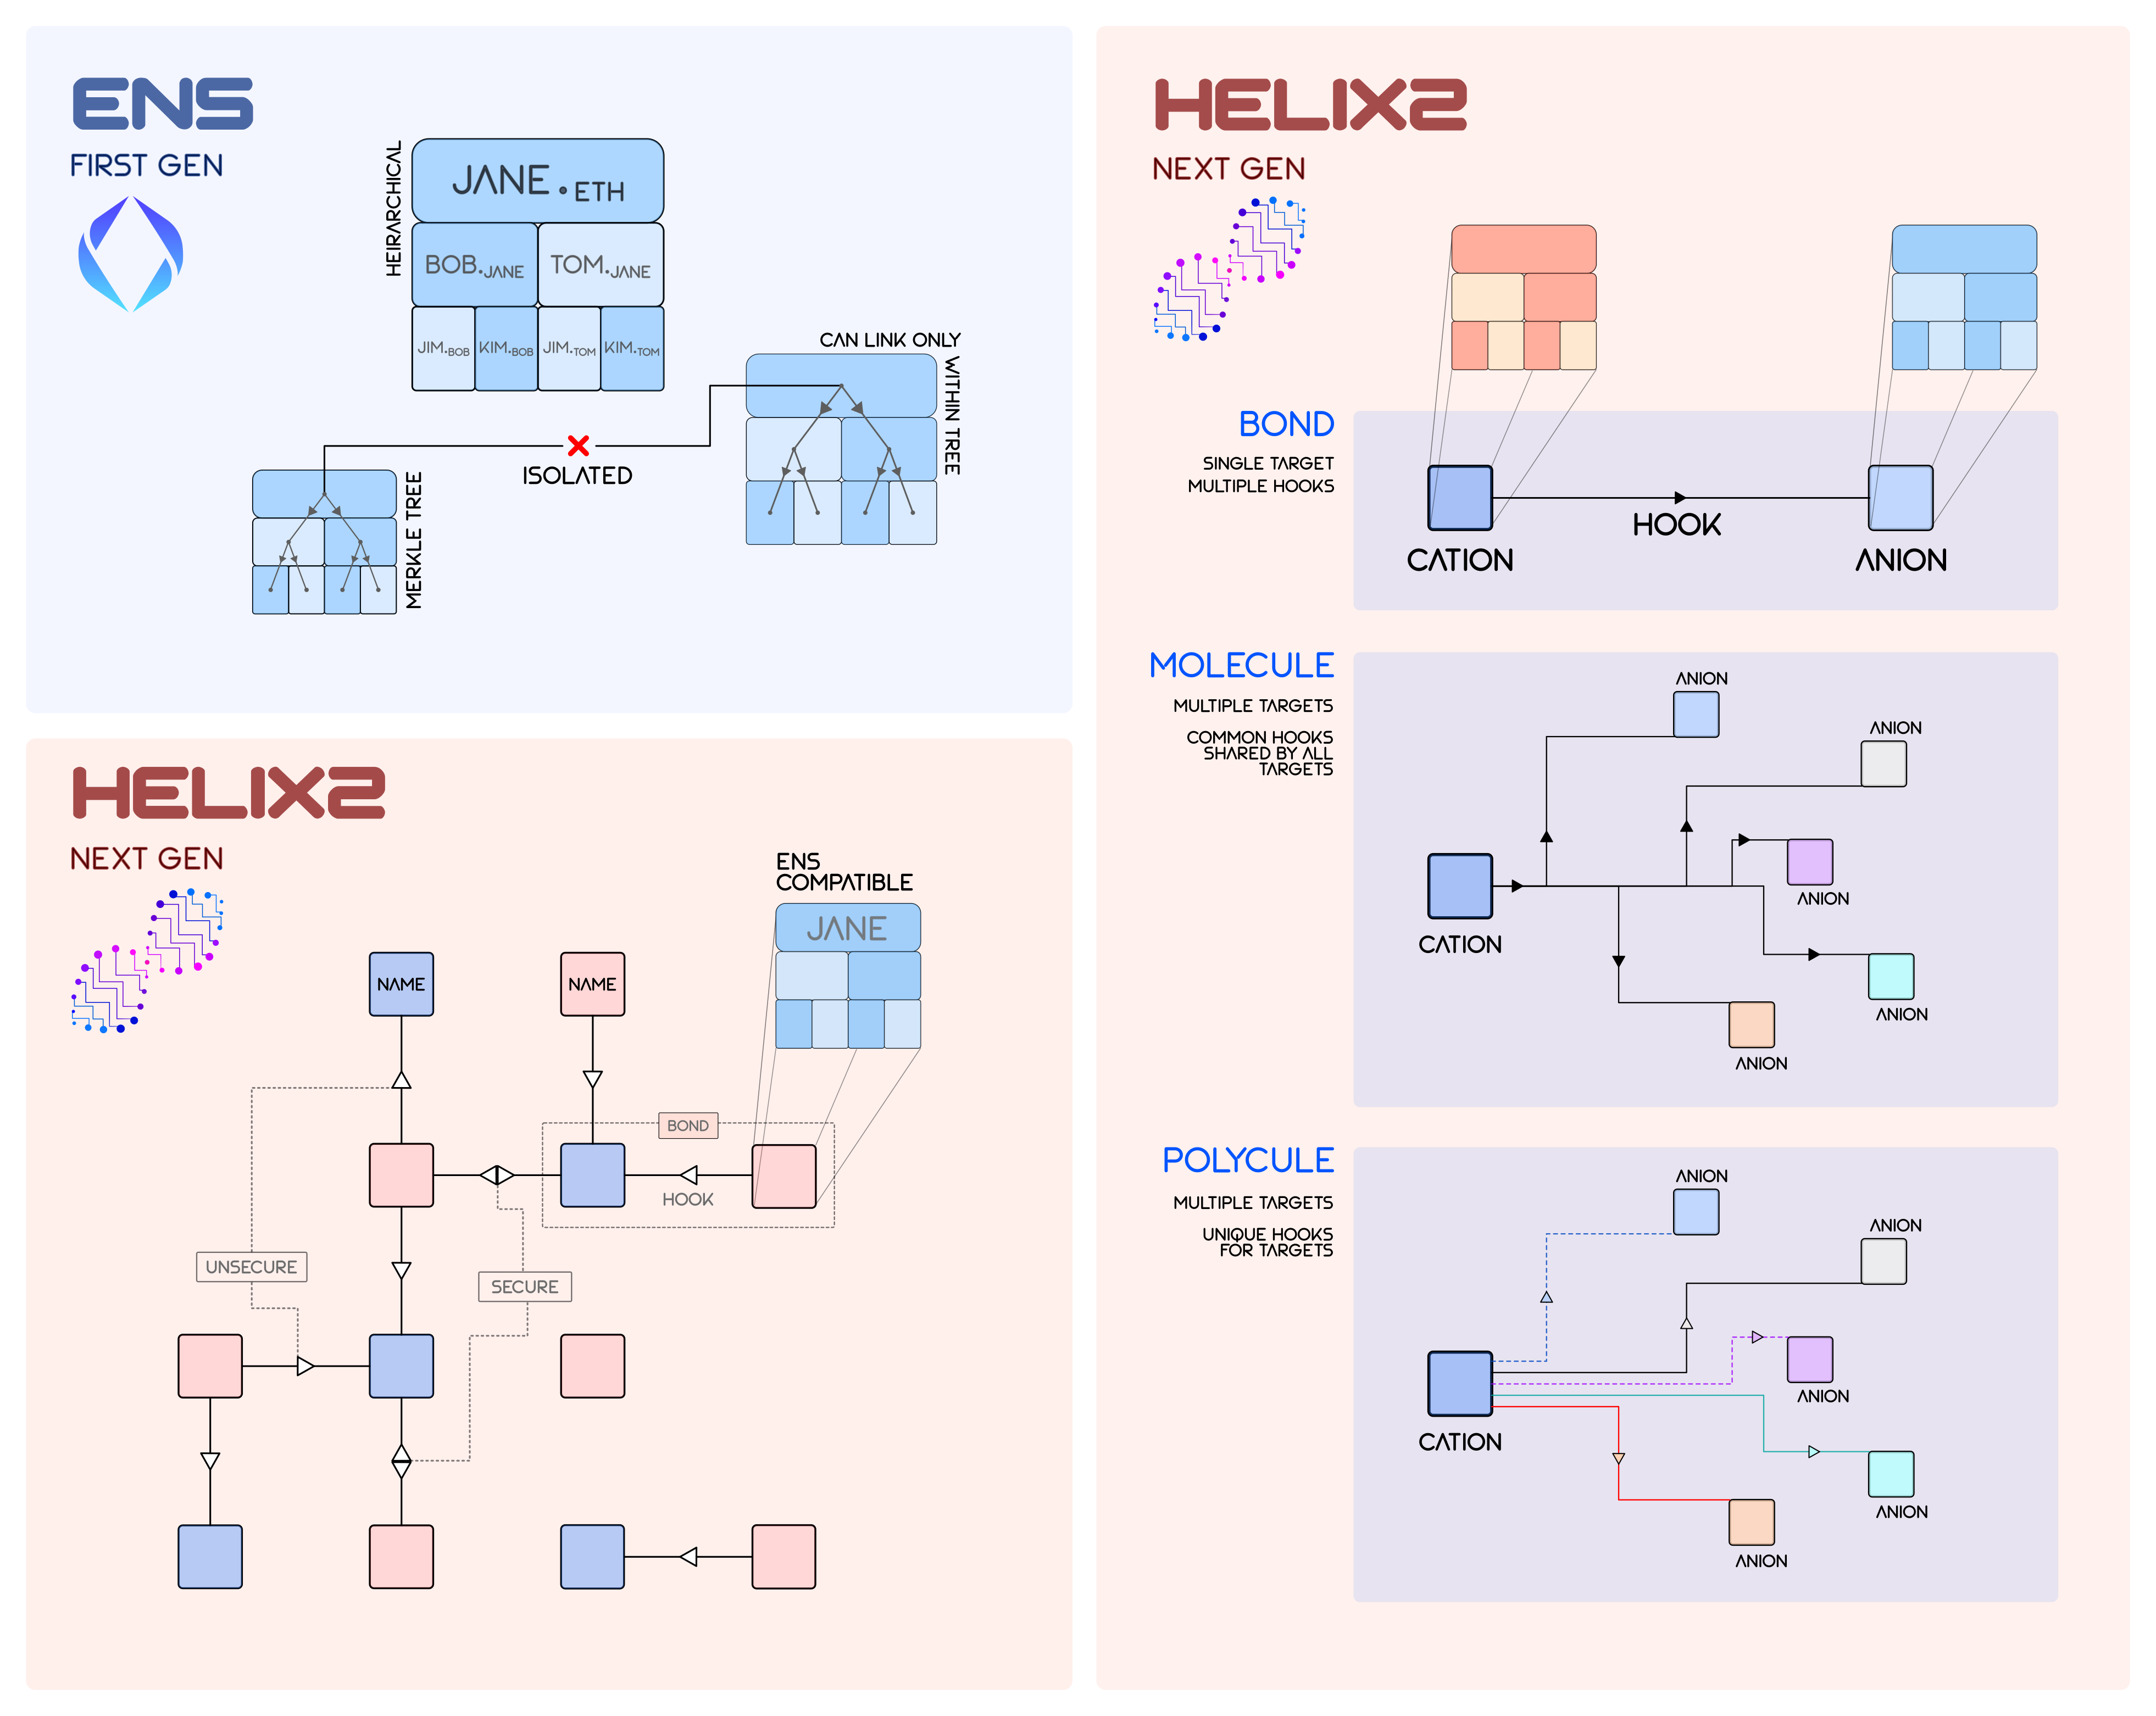 ENS
FIRST GEN
HEIRARCHICAL
JANE.ETH
BOB.JANE
TOM.JANE
JIM.BOB
KIM.BOB
JIM.TOM
KIM.TOM
CAN LINK ONLY
WITHIN TREE
ISOLATED
MERKLE TREE
HELIX2
NEXT GEN
ENS
COMPATIBLE
JANE
NAME
NAME
BOND
HOOK
UNSECURE
SECURE
HELIX2
NEXT GEN
BOND
SINGLE TARGET
MULTIPLE HOOKS
HOOK
CATION
ANION
MOLECULE
MULTIPLE TARGETS
COMMON HOOKS
SHARED BY ALL
TARGETS
ANION
ANION
ANION
CATION
ANION
ANION
POLYCULE
MULTIPLE TARGETS
UNIQUE HOOKS
FOR TARGETS
ANION
ANION
ANION
CATION
ANION
ANION